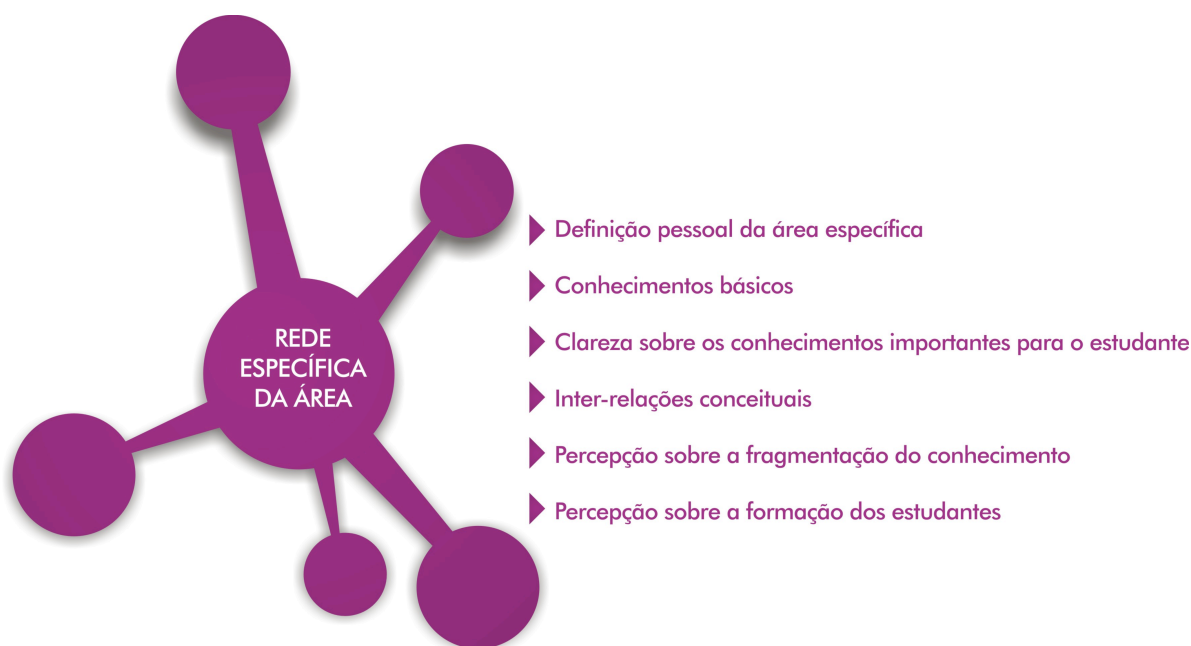 REDE
ESPECÍFICA
DA ÁREA
Definição pessoal da área específica
Conhecimentos básicos
Clareza sobre os conhecimentos importantes para o estudante
Inter-relações conceituais
Percepção sobre a fragmentação do conhecimento
Percepção sobre a formação dos estudantes